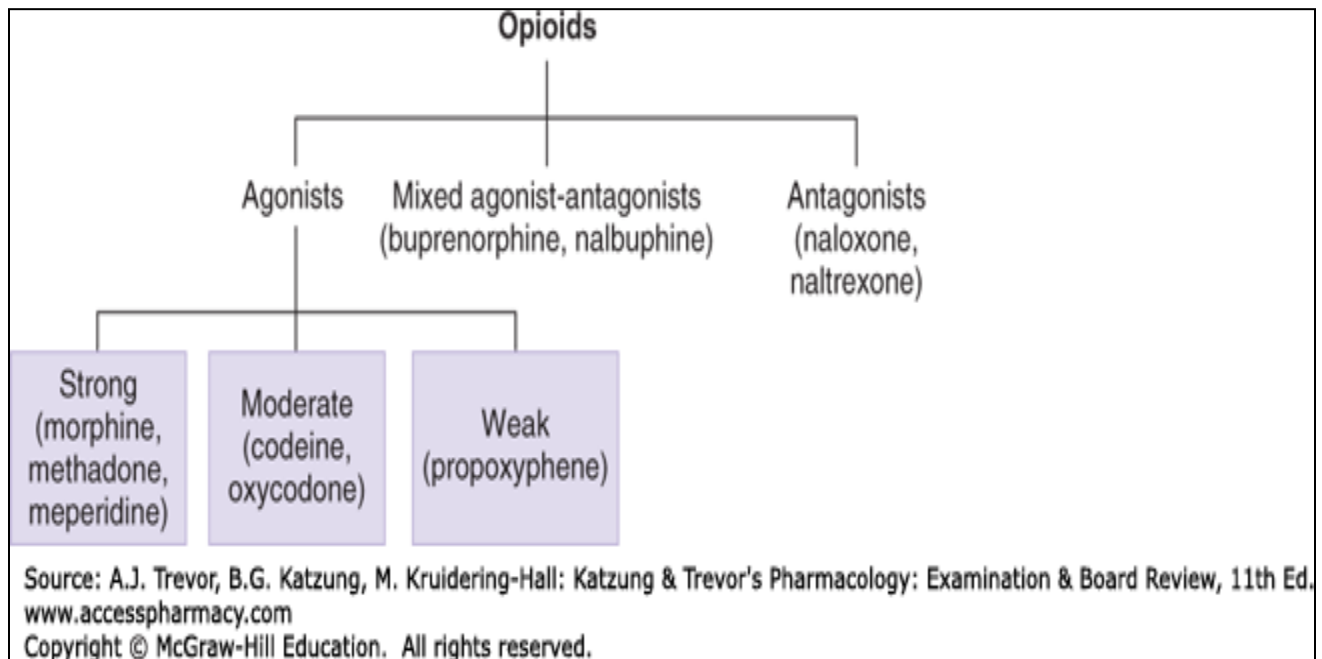 Opioids
Agonists
Mixed agonist-antagonists
(buprenorphine, nalbuphine)
Antagonists
(naloxone,
naltrexone)
Strong
(morphine,
methadone,
meperidine)
Moderate
(codeine,
oxycodone)
Weak
(propoxyphene)
Source: A.J. Trevor, B.G. Katzung, M. Kruidering-Hall: Katzung & Trevor's Pharmacology: Examination & Board Review, 11th Ed.
www.accesspharmacy.com
Copyright © McGraw-Hill Education. All rights reserved.